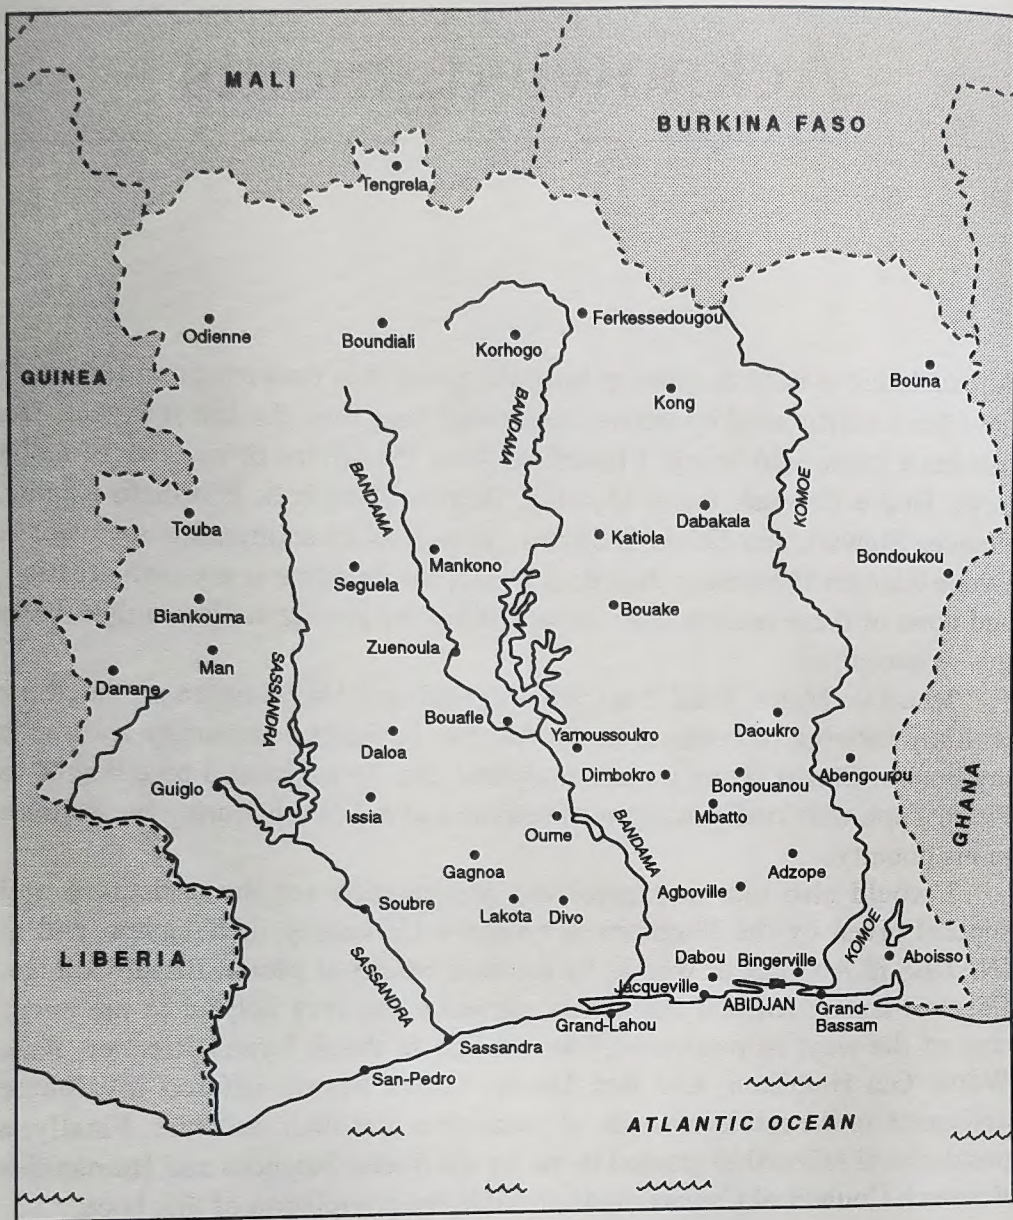 MALI
BURKINA FASO
Tengrela
Odienne
Boundiali
Korhogo
Ferkessedougou
GUINEA
Bouna
Kong
BANDAMA
BANDAMA
KOMOE
Touba
Dabakala
Katiola
Mankono
Seguela
Bondoukou
Biankouma
Bouake
Man
Zuenoula
SASSANDRA
Danane
Bouafle
Daoukro
Yamoussoukro
Daloa
Dimbokro
Bongouanou
Abengourou
Guiglo
Issia
Mbatto
GHANA
Oume
BANDAMA
Gagnoa
Adzope
Agboville
Soubre
Lakota
Divo
KOMOE
LIBERIA
Dabou
Bingerville
Aboisso
SASSANDRA
Jacqueville
ABIDJAN
Grand-Lahou
Grand-
Bassam
Sassandra
San-Pedro
ATLANTIC OCEAN